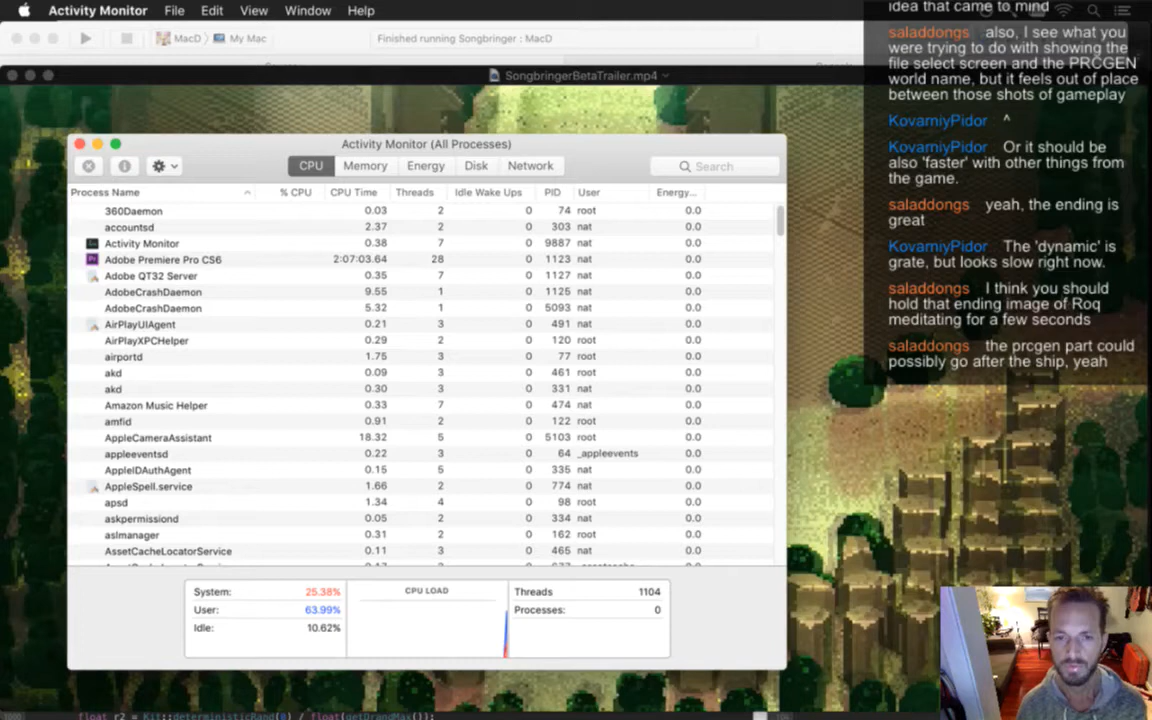 Activity Monitor File Edit View Window Help
MacD My Mac Finished running Songbringer : MacD
SongbringerBetaTrailer.mp4
Activity Monitor (All Processes)
CPU Memory Energy Disk Network Search
Process Name % CPU CPU Time Threads Idle Wake Ups PID User Energy...
360Daemon 0.03 2 0 74 root 0.0
accountsd 2.37 2 0 303 nat 0.0
Activity Monitor 0.38 7 0 9887 nat 0.0
Adobe Premiere Pro CS6 2:07:03.64 28 0 1123 nat 0.0
Adobe QT32 Server 0.35 7 0 1127 nat 0.0
AdobeCrashDaemon 9.55 1 0 1125 nat 0.0
AdobeCrashDaemon 5.32 1 0 5093 nat 0.0
AirPlayUIAgent 0.21 3 0 491 nat 0.0
AirPlayXPCHelper 0.29 2 0 120 root 0.0
airportd 1.75 3 0 77 root 0.0
akd 0.09 3 0 461 root 0.0
akd 0.30 3 0 331 nat 0.0
Amazon Music Helper 0.33 7 0 474 nat 0.0
amfid 0.91 2 0 122 root 0.0
AppleCameraAssistant 18.32 5 0 5103 root 0.0
appleeventsd 0.22 3 0 64 _appleevents 0.0
AppleIDAuthAgent 0.15 5 0 335 nat 0.0
AppleSpell.service 1.66 2 0 774 nat 0.0
apsd 1.34 4 0 98 root 0.0
askpermissiond 0.05 2 0 334 nat 0.0
aslmanager 0.31 2 0 162 root 0.0
AssetCacheLocatorService 0.11 3 0 465 nat 0.0
System: 25.38%
User: 63.99%
Idle: 10.62%
CPU LOAD
Threads 1104
Processes: 0
idea that came to mind
saladdongs also, I see what you
were trying to do with showing the
file select screen and the PRCGEN
world name, but it feels out of place
between those shots of gameplay
KovarniyPidor ^
KovarniyPidor Or it should be
also 'faster' with other things from
the game.
saladdongs yeah, the ending is
great
KovarniyPidor The 'dynamic' is
grate, but looks slow right now.
saladdongs I think you should
hold that ending image of Roq
meditating for a few seconds
saladdongs the prcgen part could
possibly go after the ship, yeah
float r2 = Kit::deterministicRand(0) / float(getDrandMax());